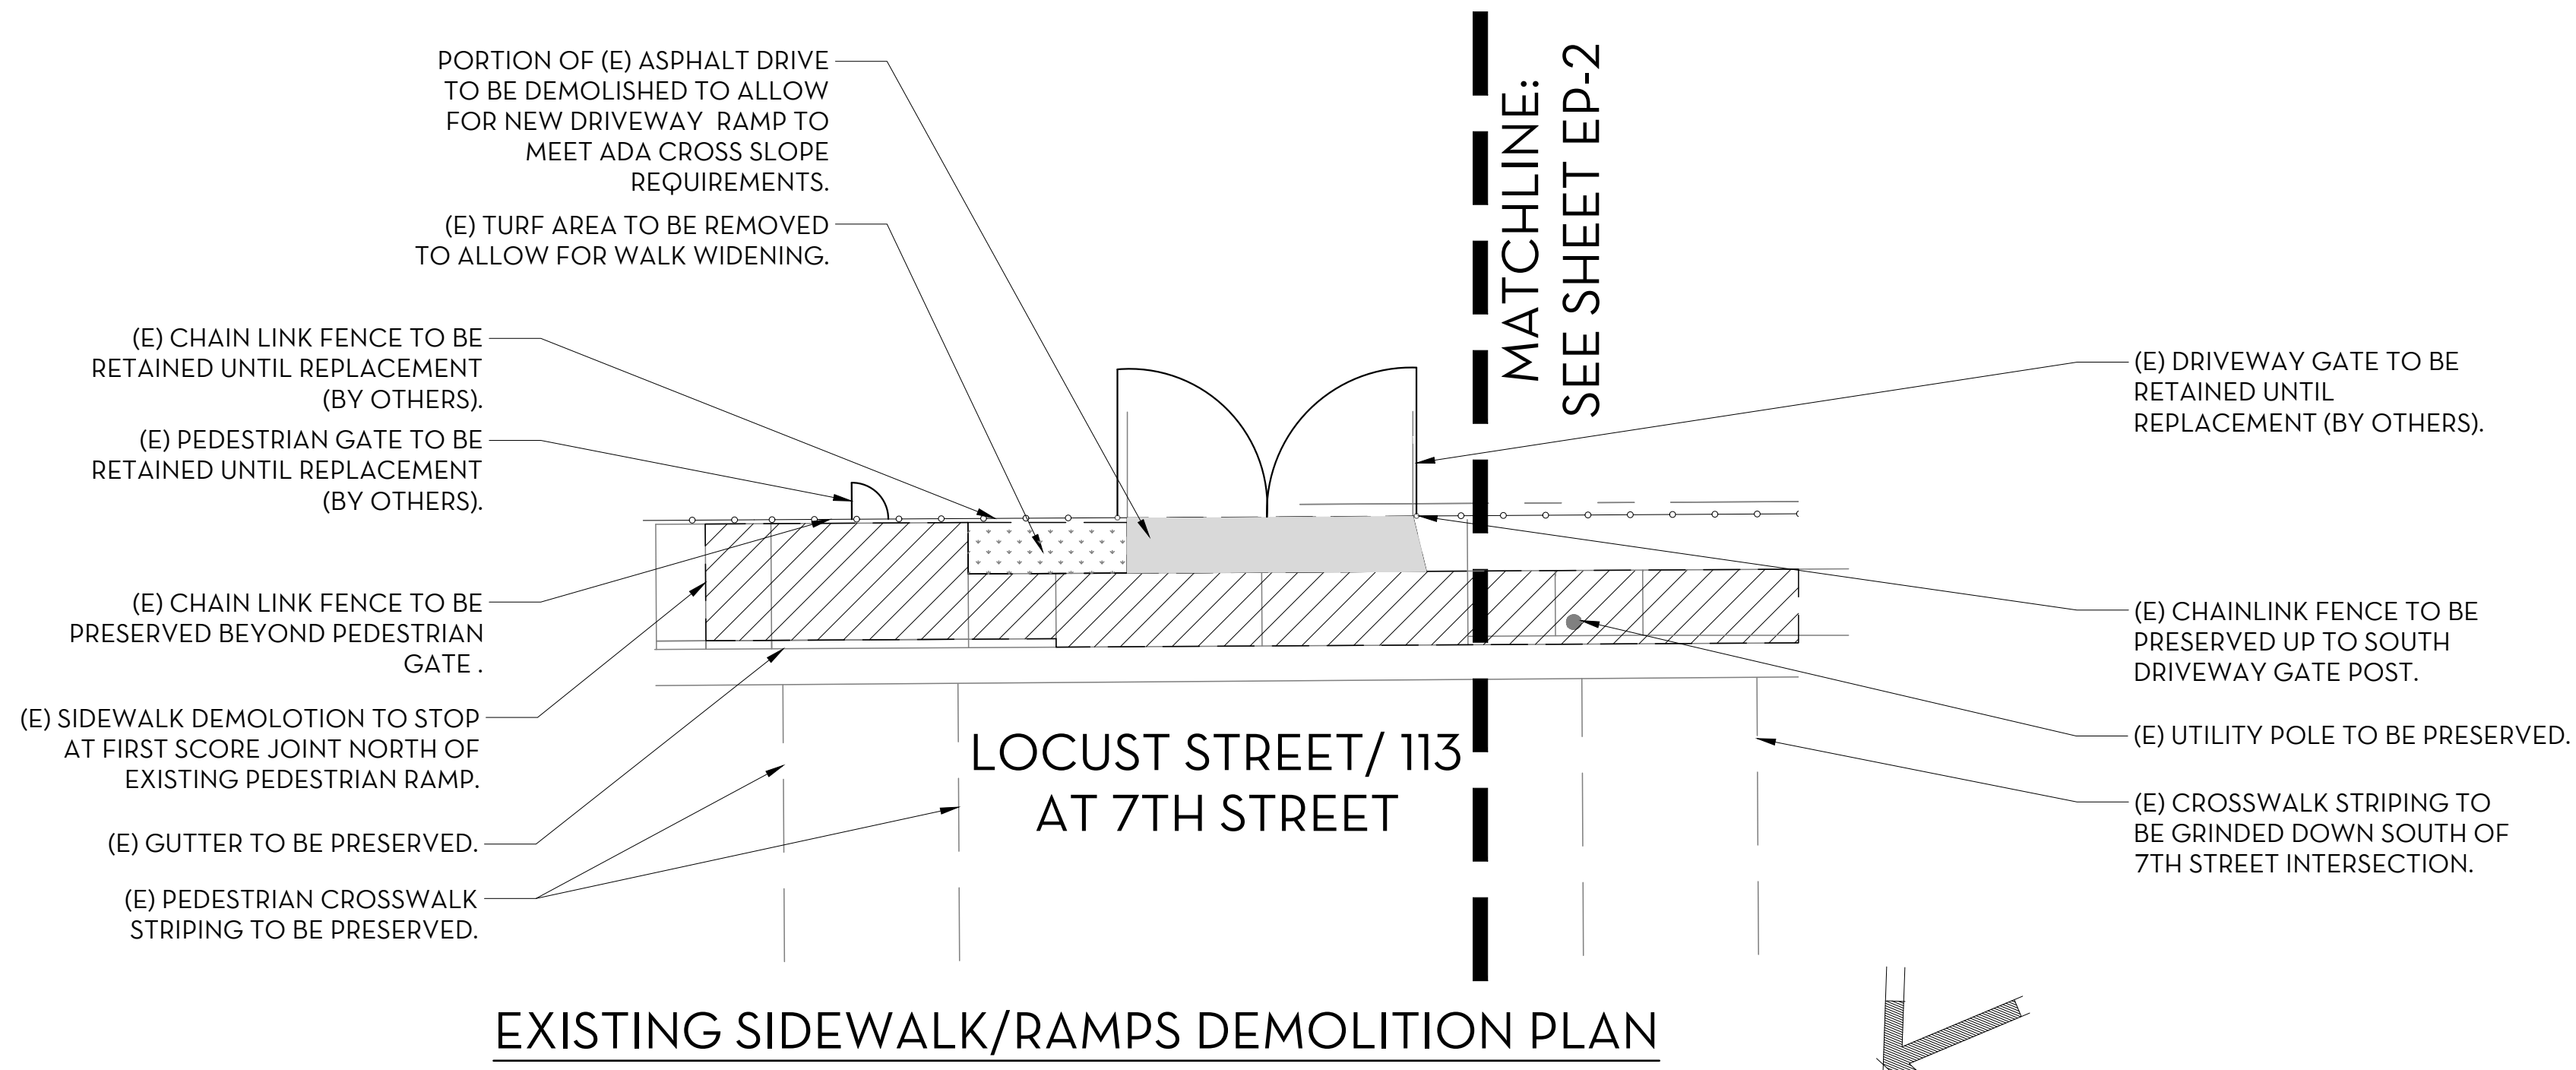 PORTION OF (E) ASPHALT DRIVE
TO BE DEMOLISHED TO ALLOW
FOR NEW DRIVEWAY RAMP TO
MEET ADA CROSS SLOPE
REQUIREMENTS.
(E) TURF AREA TO BE REMOVED
TO ALLOW FOR WALK WIDENING.
(E) CHAIN LINK FENCE TO BE
RETAINED UNTIL REPLACEMENT
(BY OTHERS).
(E) PEDESTRIAN GATE TO BE
RETAINED UNTIL REPLACEMENT
(BY OTHERS).
(E) CHAIN LINK FENCE TO BE
PRESERVED BEYOND PEDESTRIAN
GATE .
(E) SIDEWALK DEMOLOTION TO STOP
AT FIRST SCORE JOINT NORTH OF
EXISTING PEDESTRIAN RAMP.
(E) GUTTER TO BE PRESERVED.
(E) PEDESTRIAN CROSSWALK
STRIPING TO BE PRESERVED.
MATCHLINE:
SEE SHEET EP-2
LOCUST STREET/ 113
AT 7TH STREET
(E) DRIVEWAY GATE TO BE
RETAINED UNTIL
REPLACEMENT (BY OTHERS).
(E) CHAINLINK FENCE TO BE
PRESERVED UP TO SOUTH
DRIVEWAY GATE POST.
(E) UTILITY POLE TO BE PRESERVED.
(E) CROSSWALK STRIPING TO
BE GRINDED DOWN SOUTH OF
7TH STREET INTERSECTION.
EXISTING SIDEWALK/RAMPS DEMOLITION PLAN